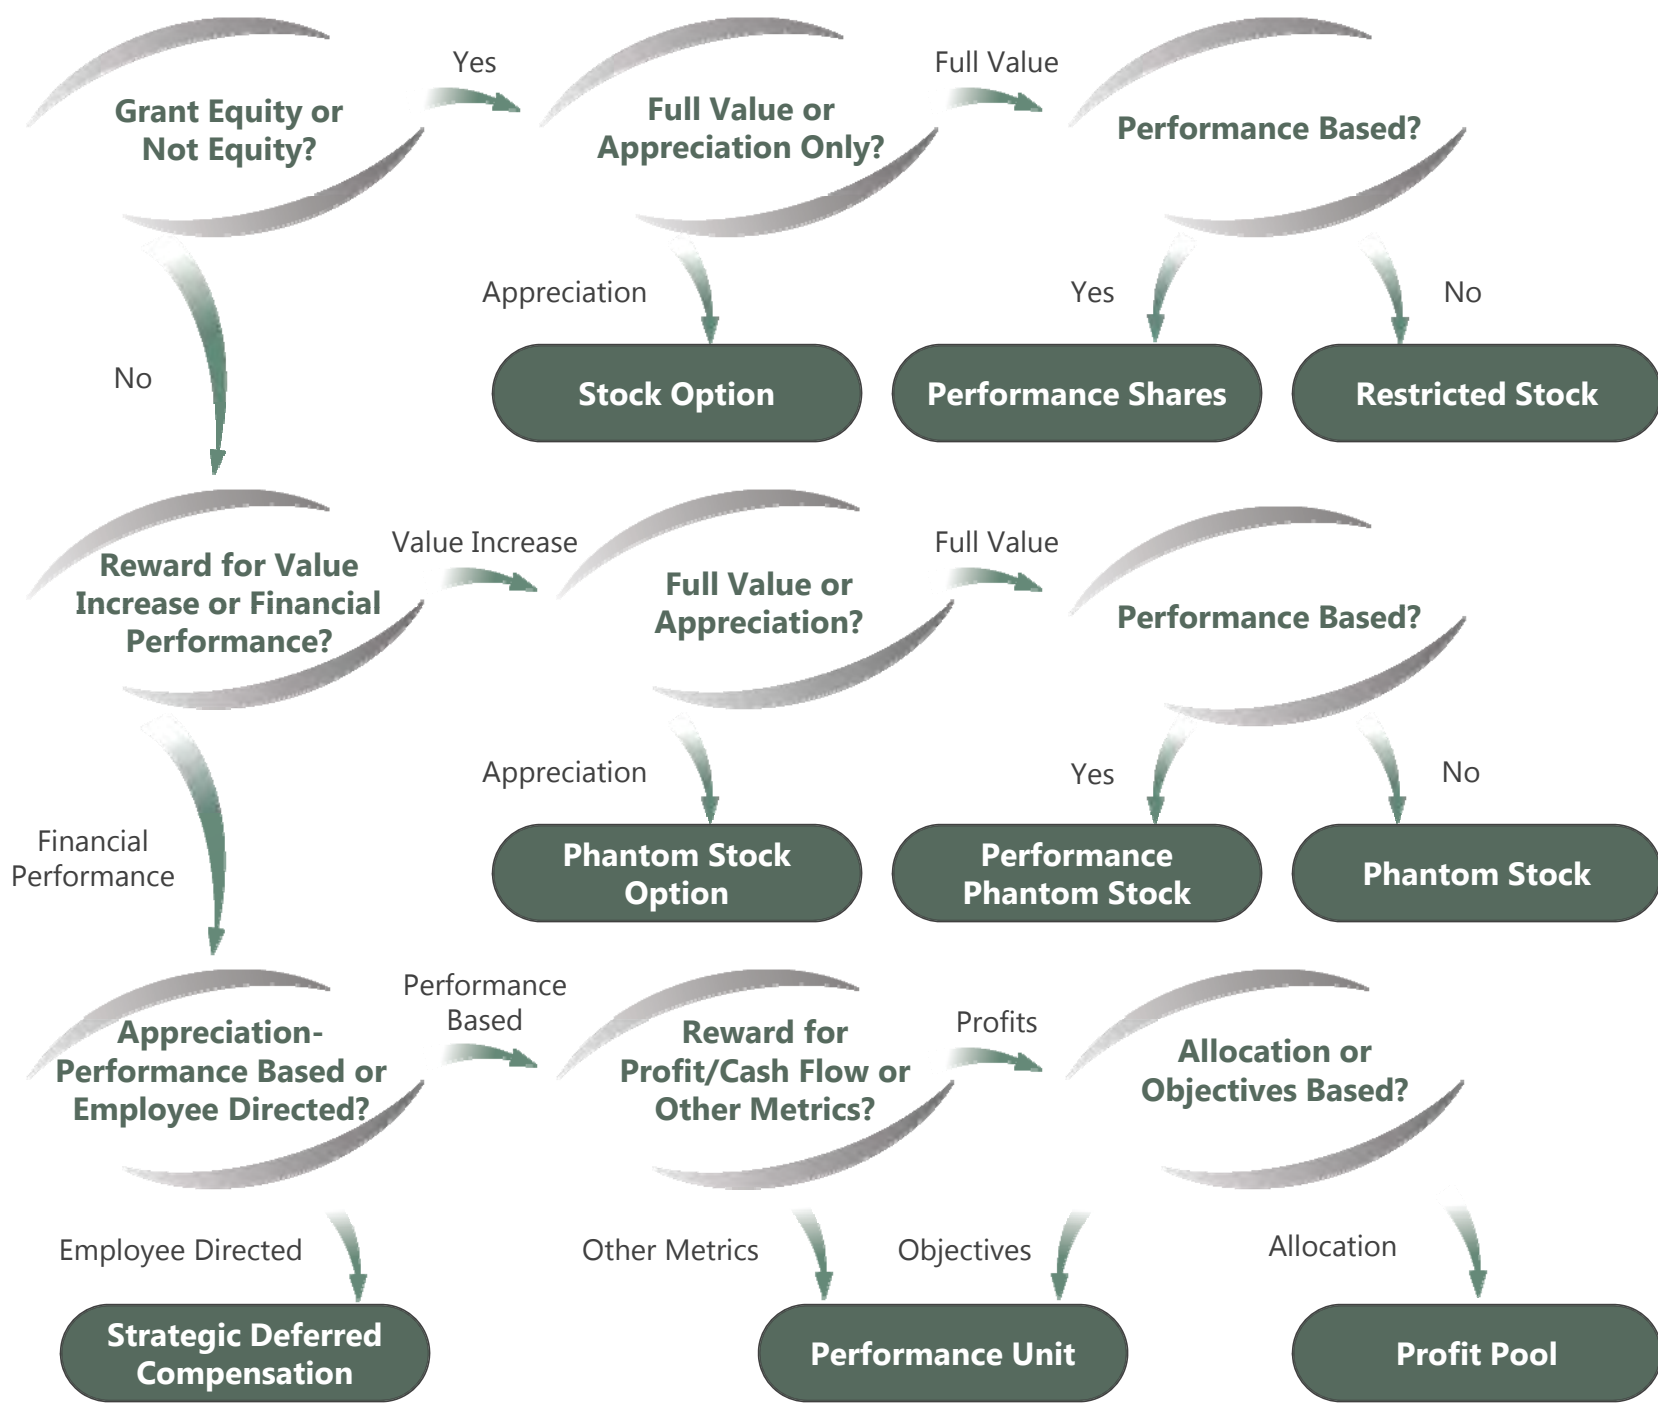 Yes
Full Value
Grant Equity or
Not Equity?
Full Value or
Appreciation Only?
Performance Based?
Appreciation
Yes
No
No
Stock Option
Performance Shares
Restricted Stock
Value Increase
Full Value
Reward for Value
Increase or Financial
Performance?
Full Value or
Appreciation?
Performance Based?
Appreciation
Yes
No
Financial
Performance
Phantom Stock
Option
Performance
Phantom Stock
Phantom Stock
Performance
Based
Profits
Appreciation-
Performance Based or
Employee Directed?
Reward for
Profit/Cash Flow or
Other Metrics?
Allocation or
Objectives Based?
Employee Directed
Other Metrics
Objectives
Allocation
Strategic Deferred
Compensation
Performance Unit
Profit Pool